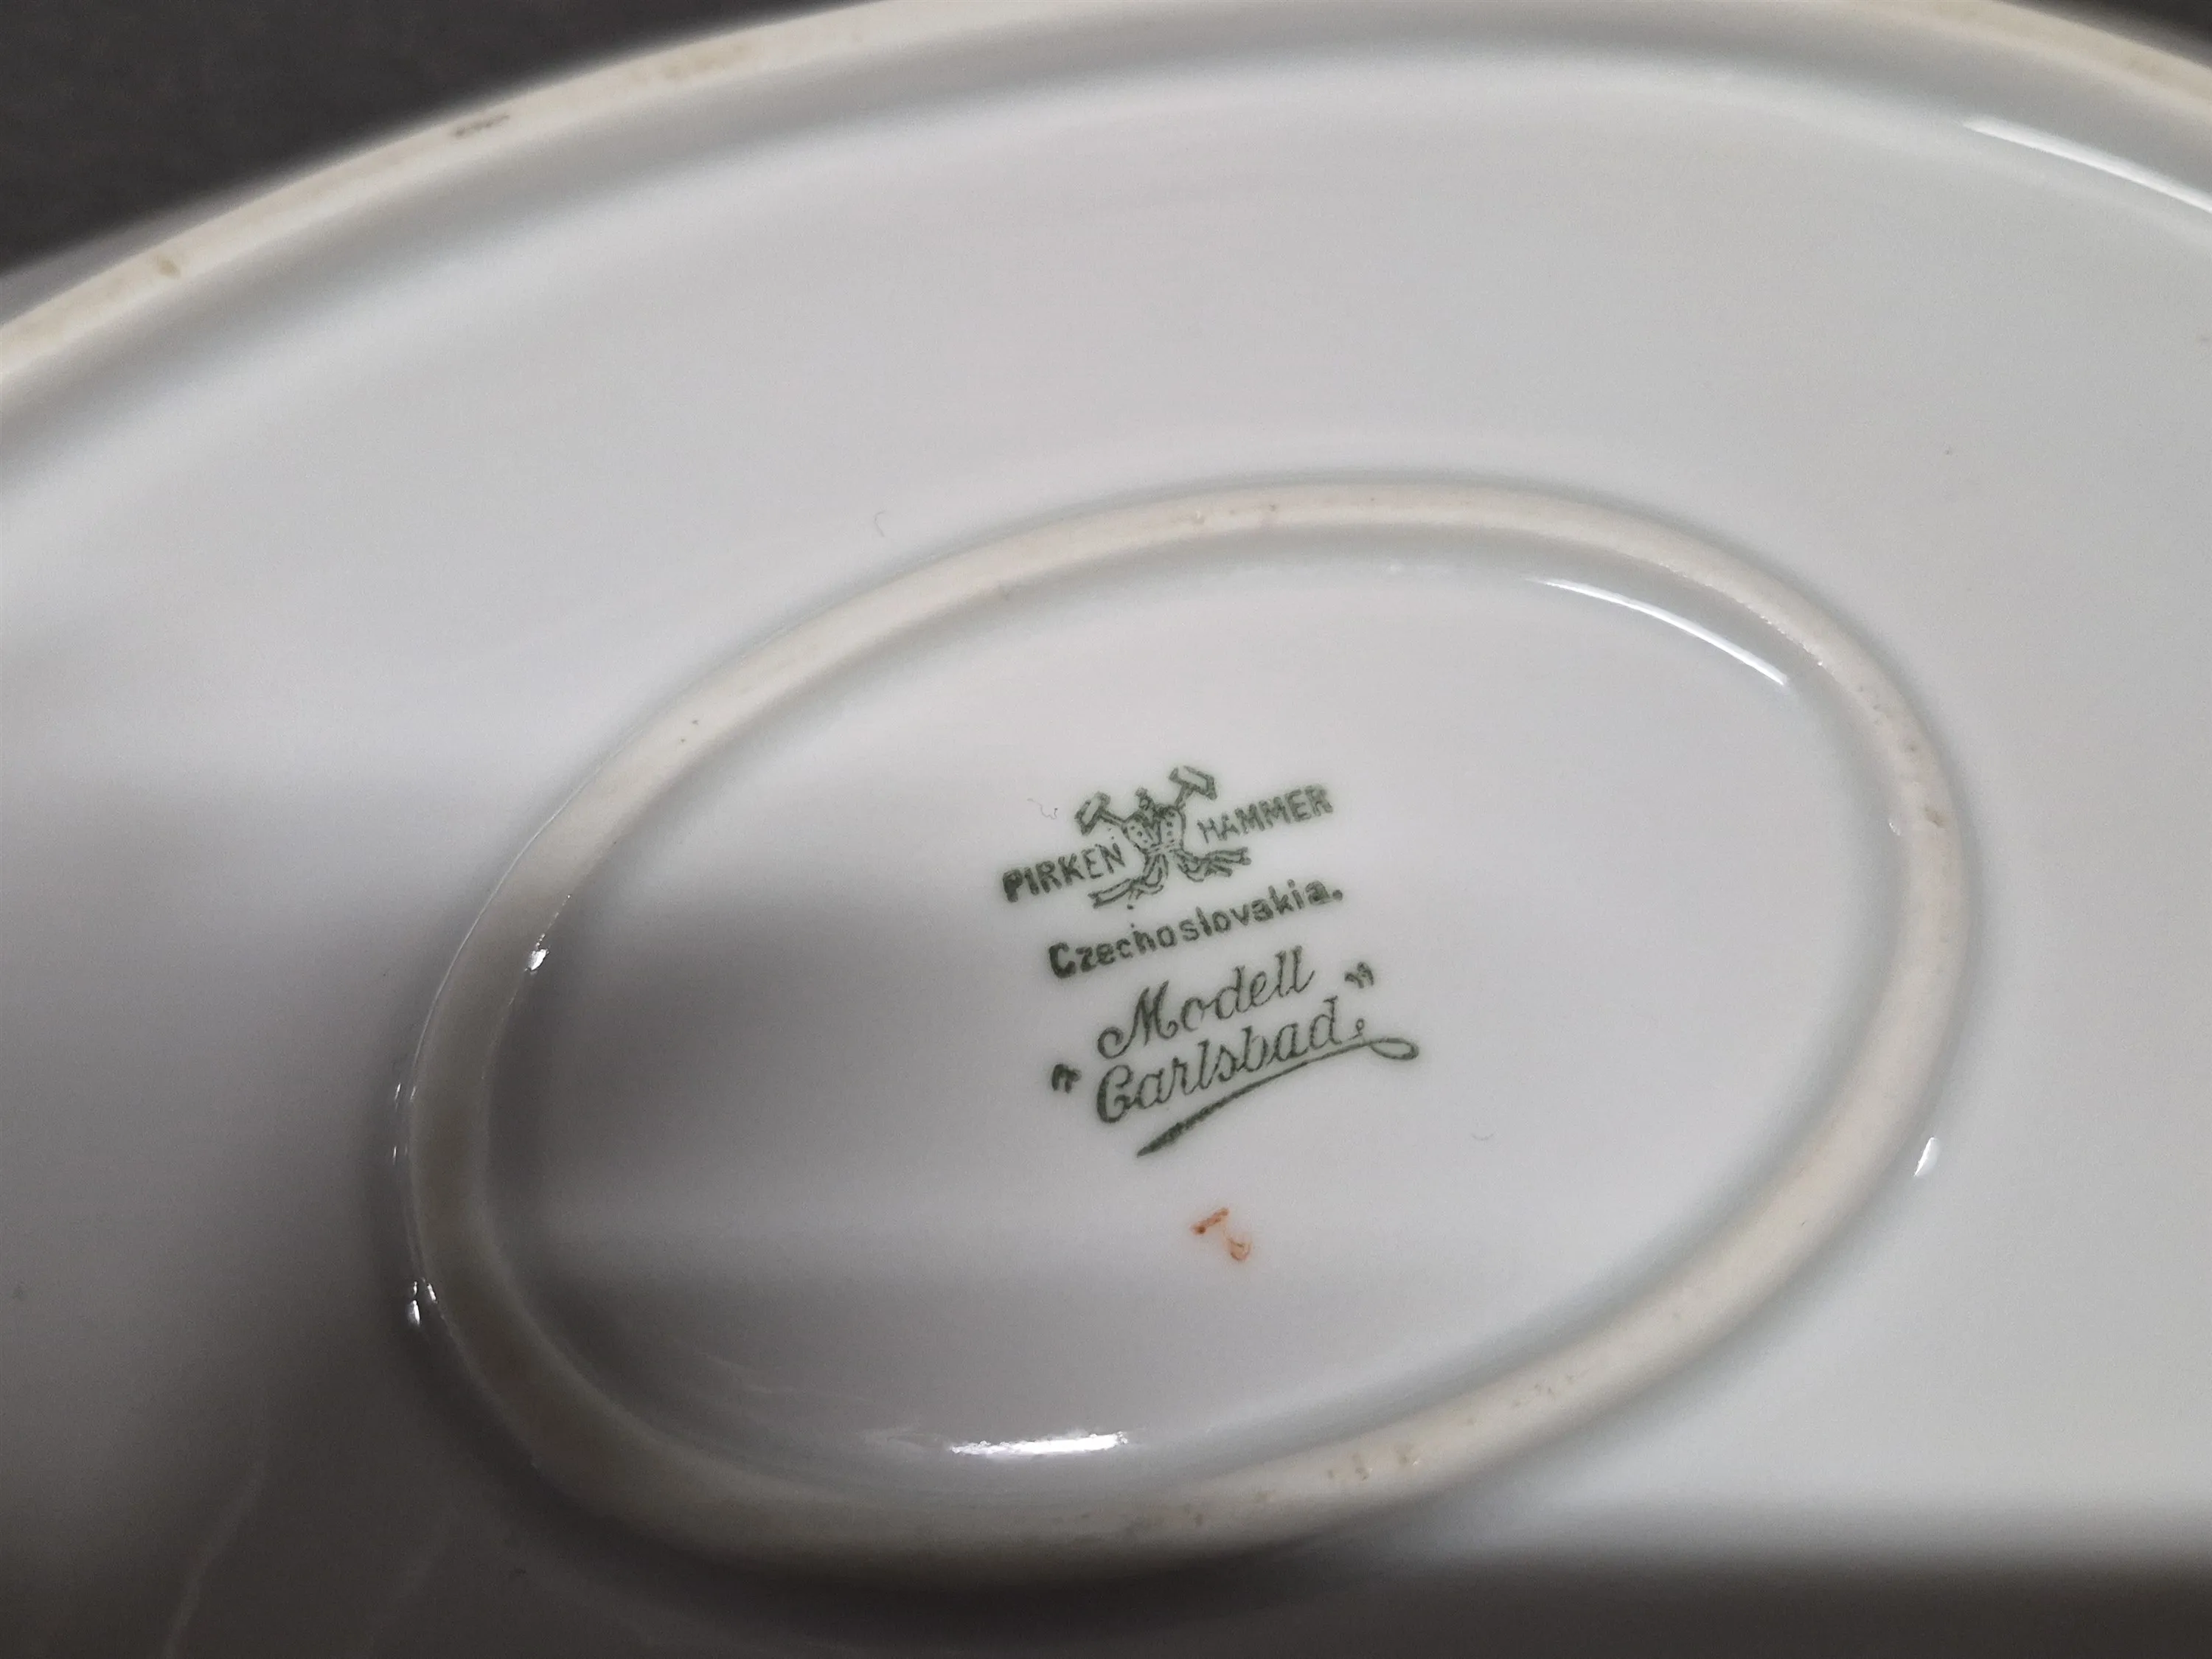 PIRKEN HAMMER
Czechoslovakia.
Modell
"Carlsbad."